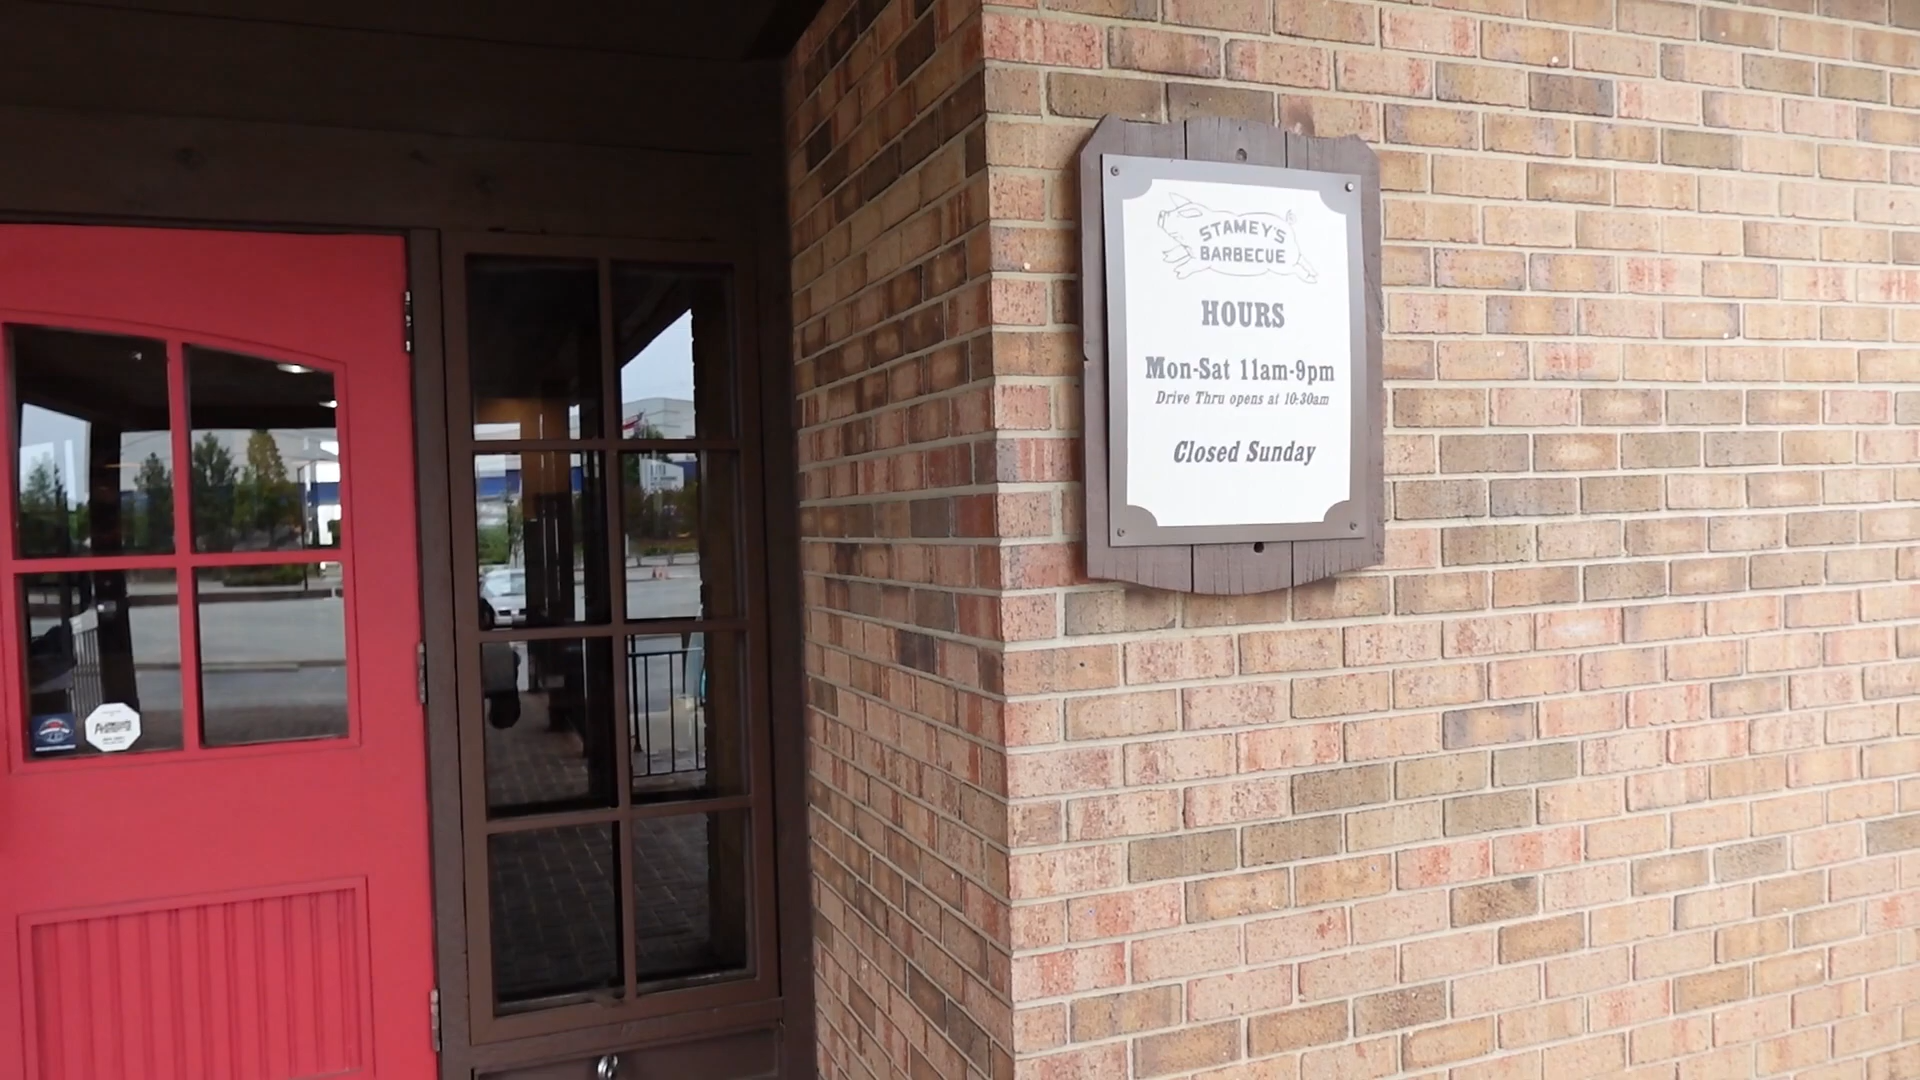 STAMEY'S
BARBECUE
HOURS
Mon-Sat 11am-9pm
Drive Thru opens at 10:30am
Closed Sunday